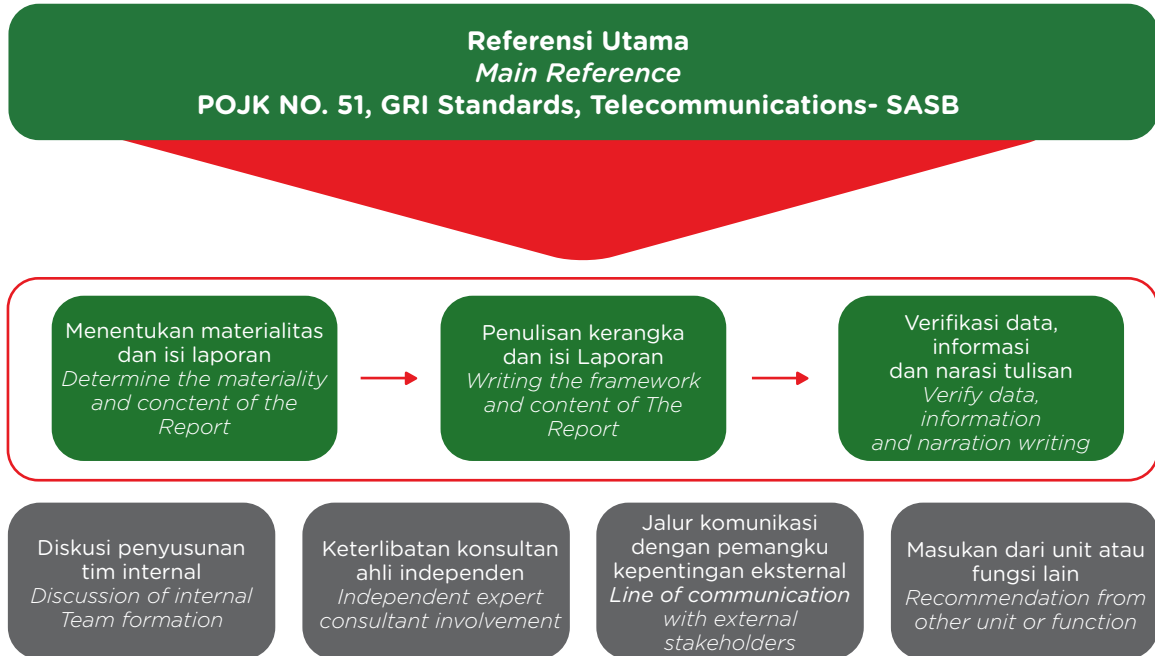 Referensi Utama
Main Reference
POJK NO. 51, GRI Standards, Telecommunications- SASB
Menentukan materialitas
dan isi laporan
Determine the materiality
and conctent of the
Report
Penulisan kerangka
dan isi Laporan
Writing the framework
and content of The
Report
Verifikasi data,
informasi
dan narasi tulisan
Verify data,
information
and narration writing
Diskusi penyusunan
tim internal
Discussion of internal
Team formation
Keterlibatan konsultan
ahli independen
Independent expert
consultant involvement
Jalur komunikasi
dengan pemangku
kepentingan eksternal
Line of communication
with external
stakeholders
Masukan dari unit atau
fungsi lain
Recommendation from
other unit or function